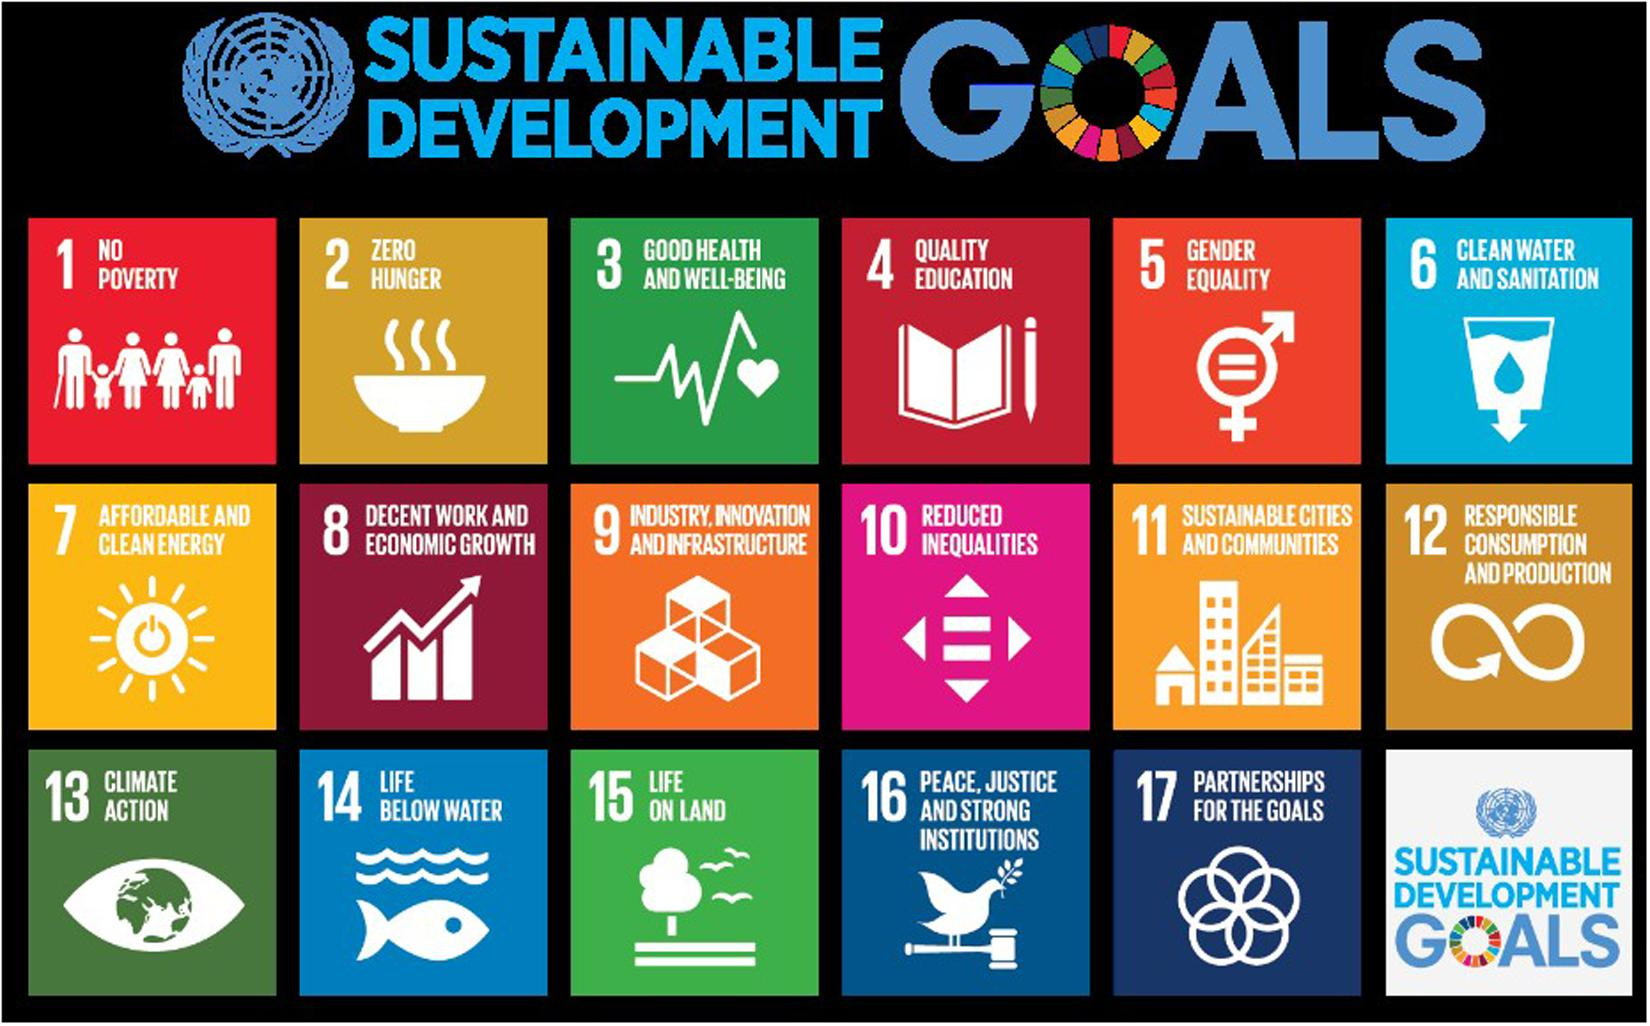 SUSTAINABLE
DEVELOPMENT
GOALS
1 NO
POVERTY
2 ZERO
HUNGER
3 GOOD HEALTH
AND WELL-BEING
4 QUALITY
EDUCATION
5 GENDER
EQUALITY
6 CLEAN WATER
AND SANITATION
7 AFFORDABLE AND
CLEAN ENERGY
8 DECENT WORK AND
ECONOMIC GROWTH
9 INDUSTRY, INNOVATION
AND INFRASTRUCTURE
10 REDUCED
INEQUALITIES
11 SUSTAINABLE CITIES
AND COMMUNITIES
12 RESPONSIBLE
CONSUMPTION
AND PRODUCTION
13 CLIMATE
ACTION
14 LIFE
BELOW WATER
15 LIFE
ON LAND
16 PEACE, JUSTICE
AND STRONG
INSTITUTIONS
17 PARTNERSHIPS
FOR THE GOALS
SUSTAINABLE
DEVELOPMENT
GOALS